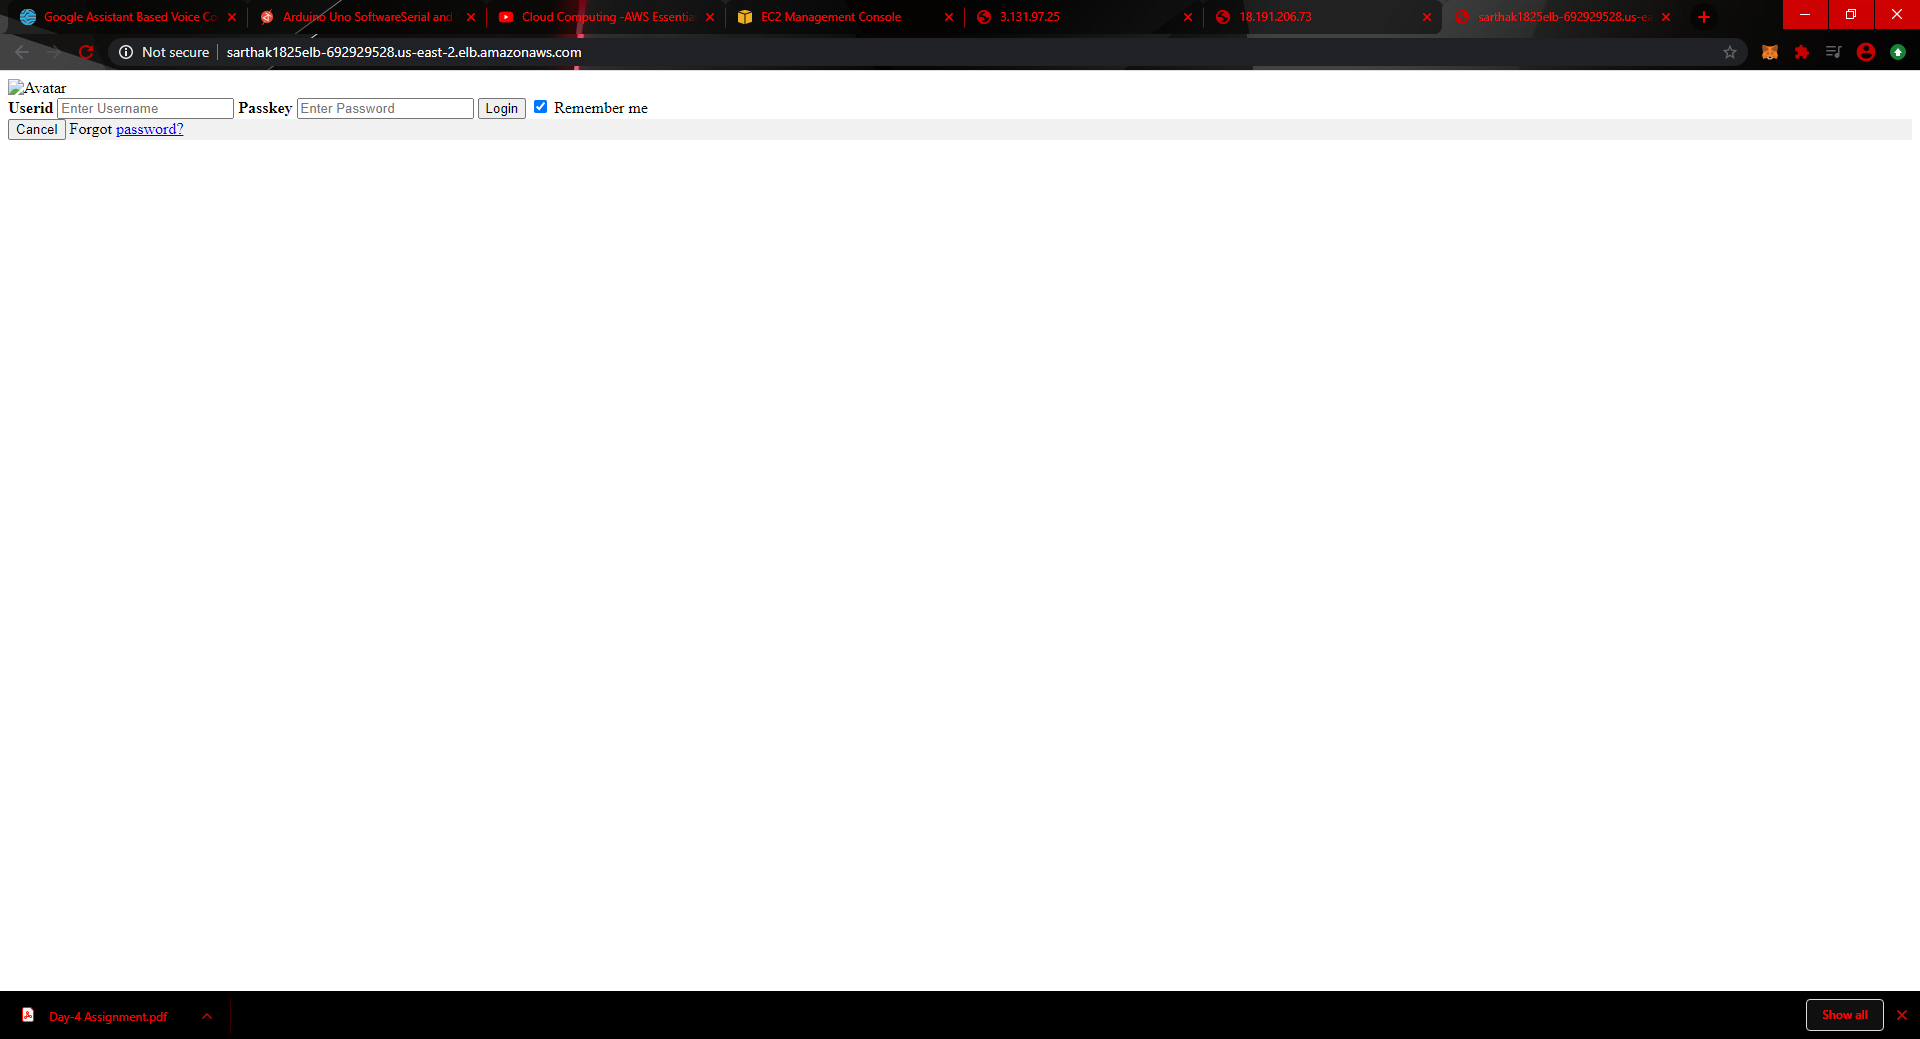 Google Assistant Based Voice Co
Arduino Uno SoftwareSerial and
Cloud Computing -AWS Essentia
EC2 Management Console
3.131.97.25
18.191.206.73
sarthak1825elb-692929528.us-ea
Not secure
sarthak1825elb-692929528.us-east-2.elb.amazonaws.com
Avatar
Userid Enter Username Passkey Enter Password Login Remember me
Cancel Forgot password?
Day-4 Assignment.pdf
Show all